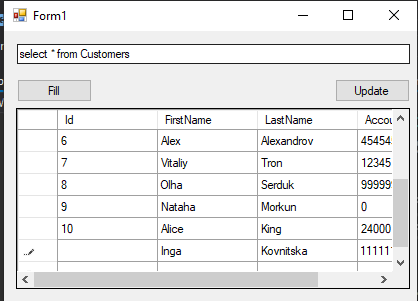 Form1
select * from Customers
Fill Update
Id FirstName LastName Accou
6 Alex Alexandrov 45454
7 Vitaliy Tron 12345
8 Olha Serduk 99999
9 Nataha Morkun 0
10 Alice King 24000
Inga Kovnitska 11111